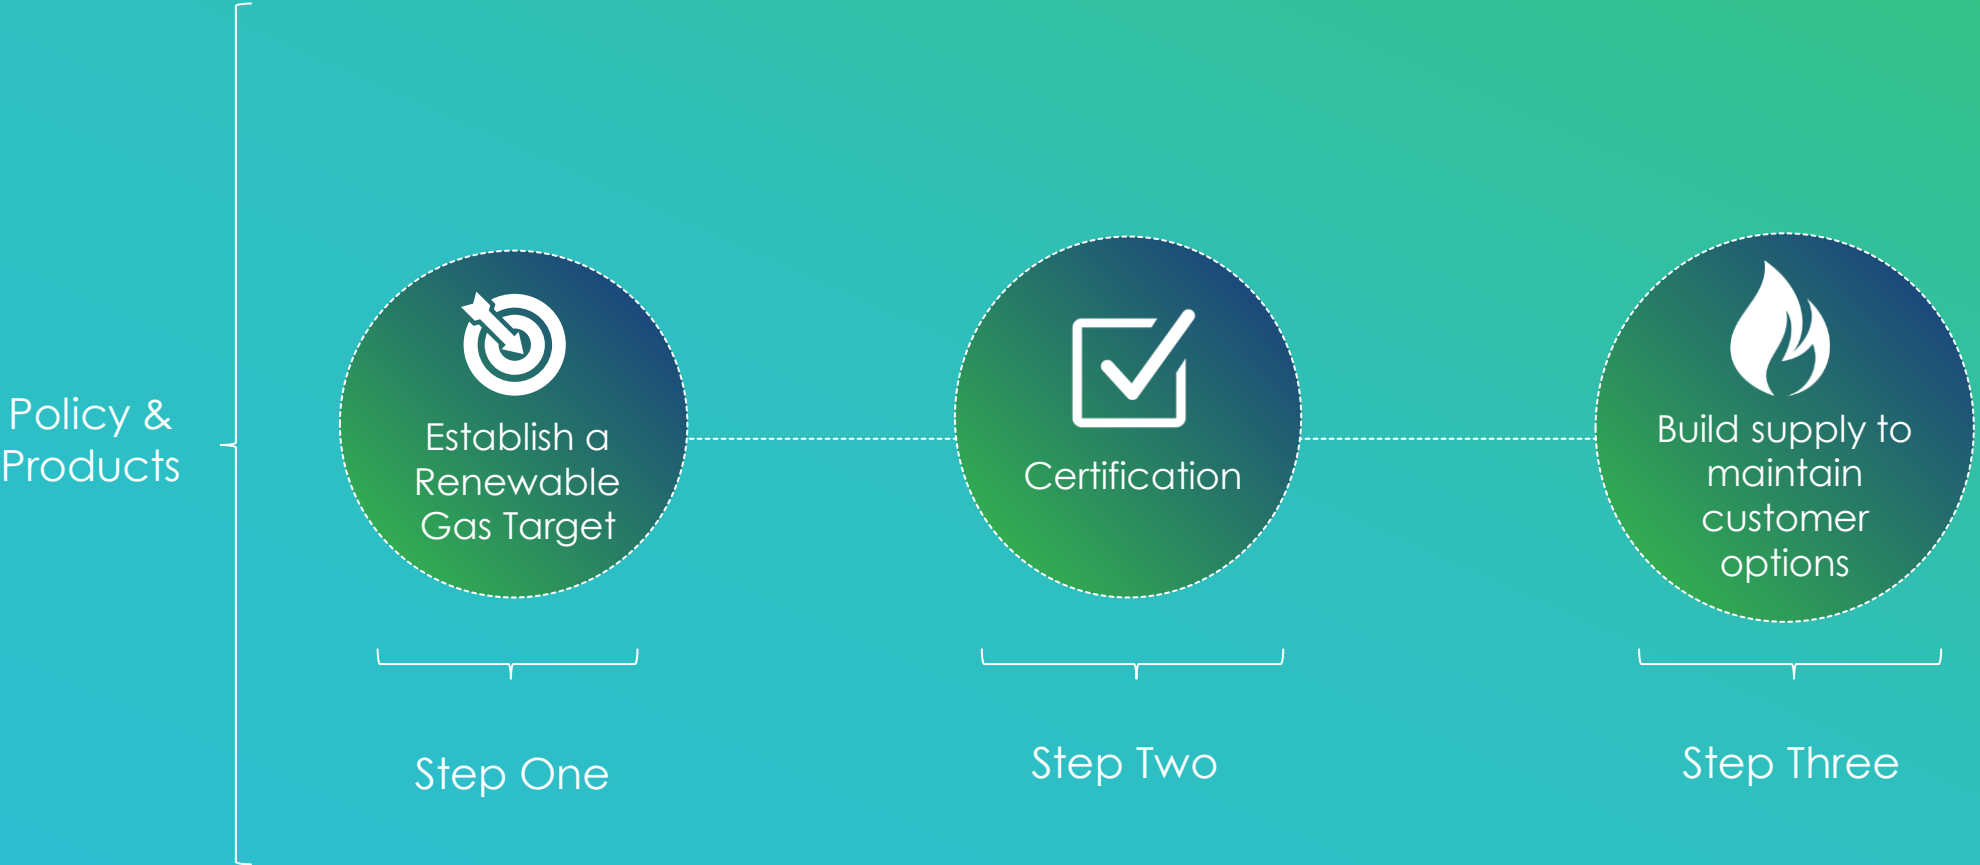 Policy &
Products
Establish a
Renewable
Gas Target
Certification
Build supply to
maintain
customer
options
Step One
Step Two
Step Three